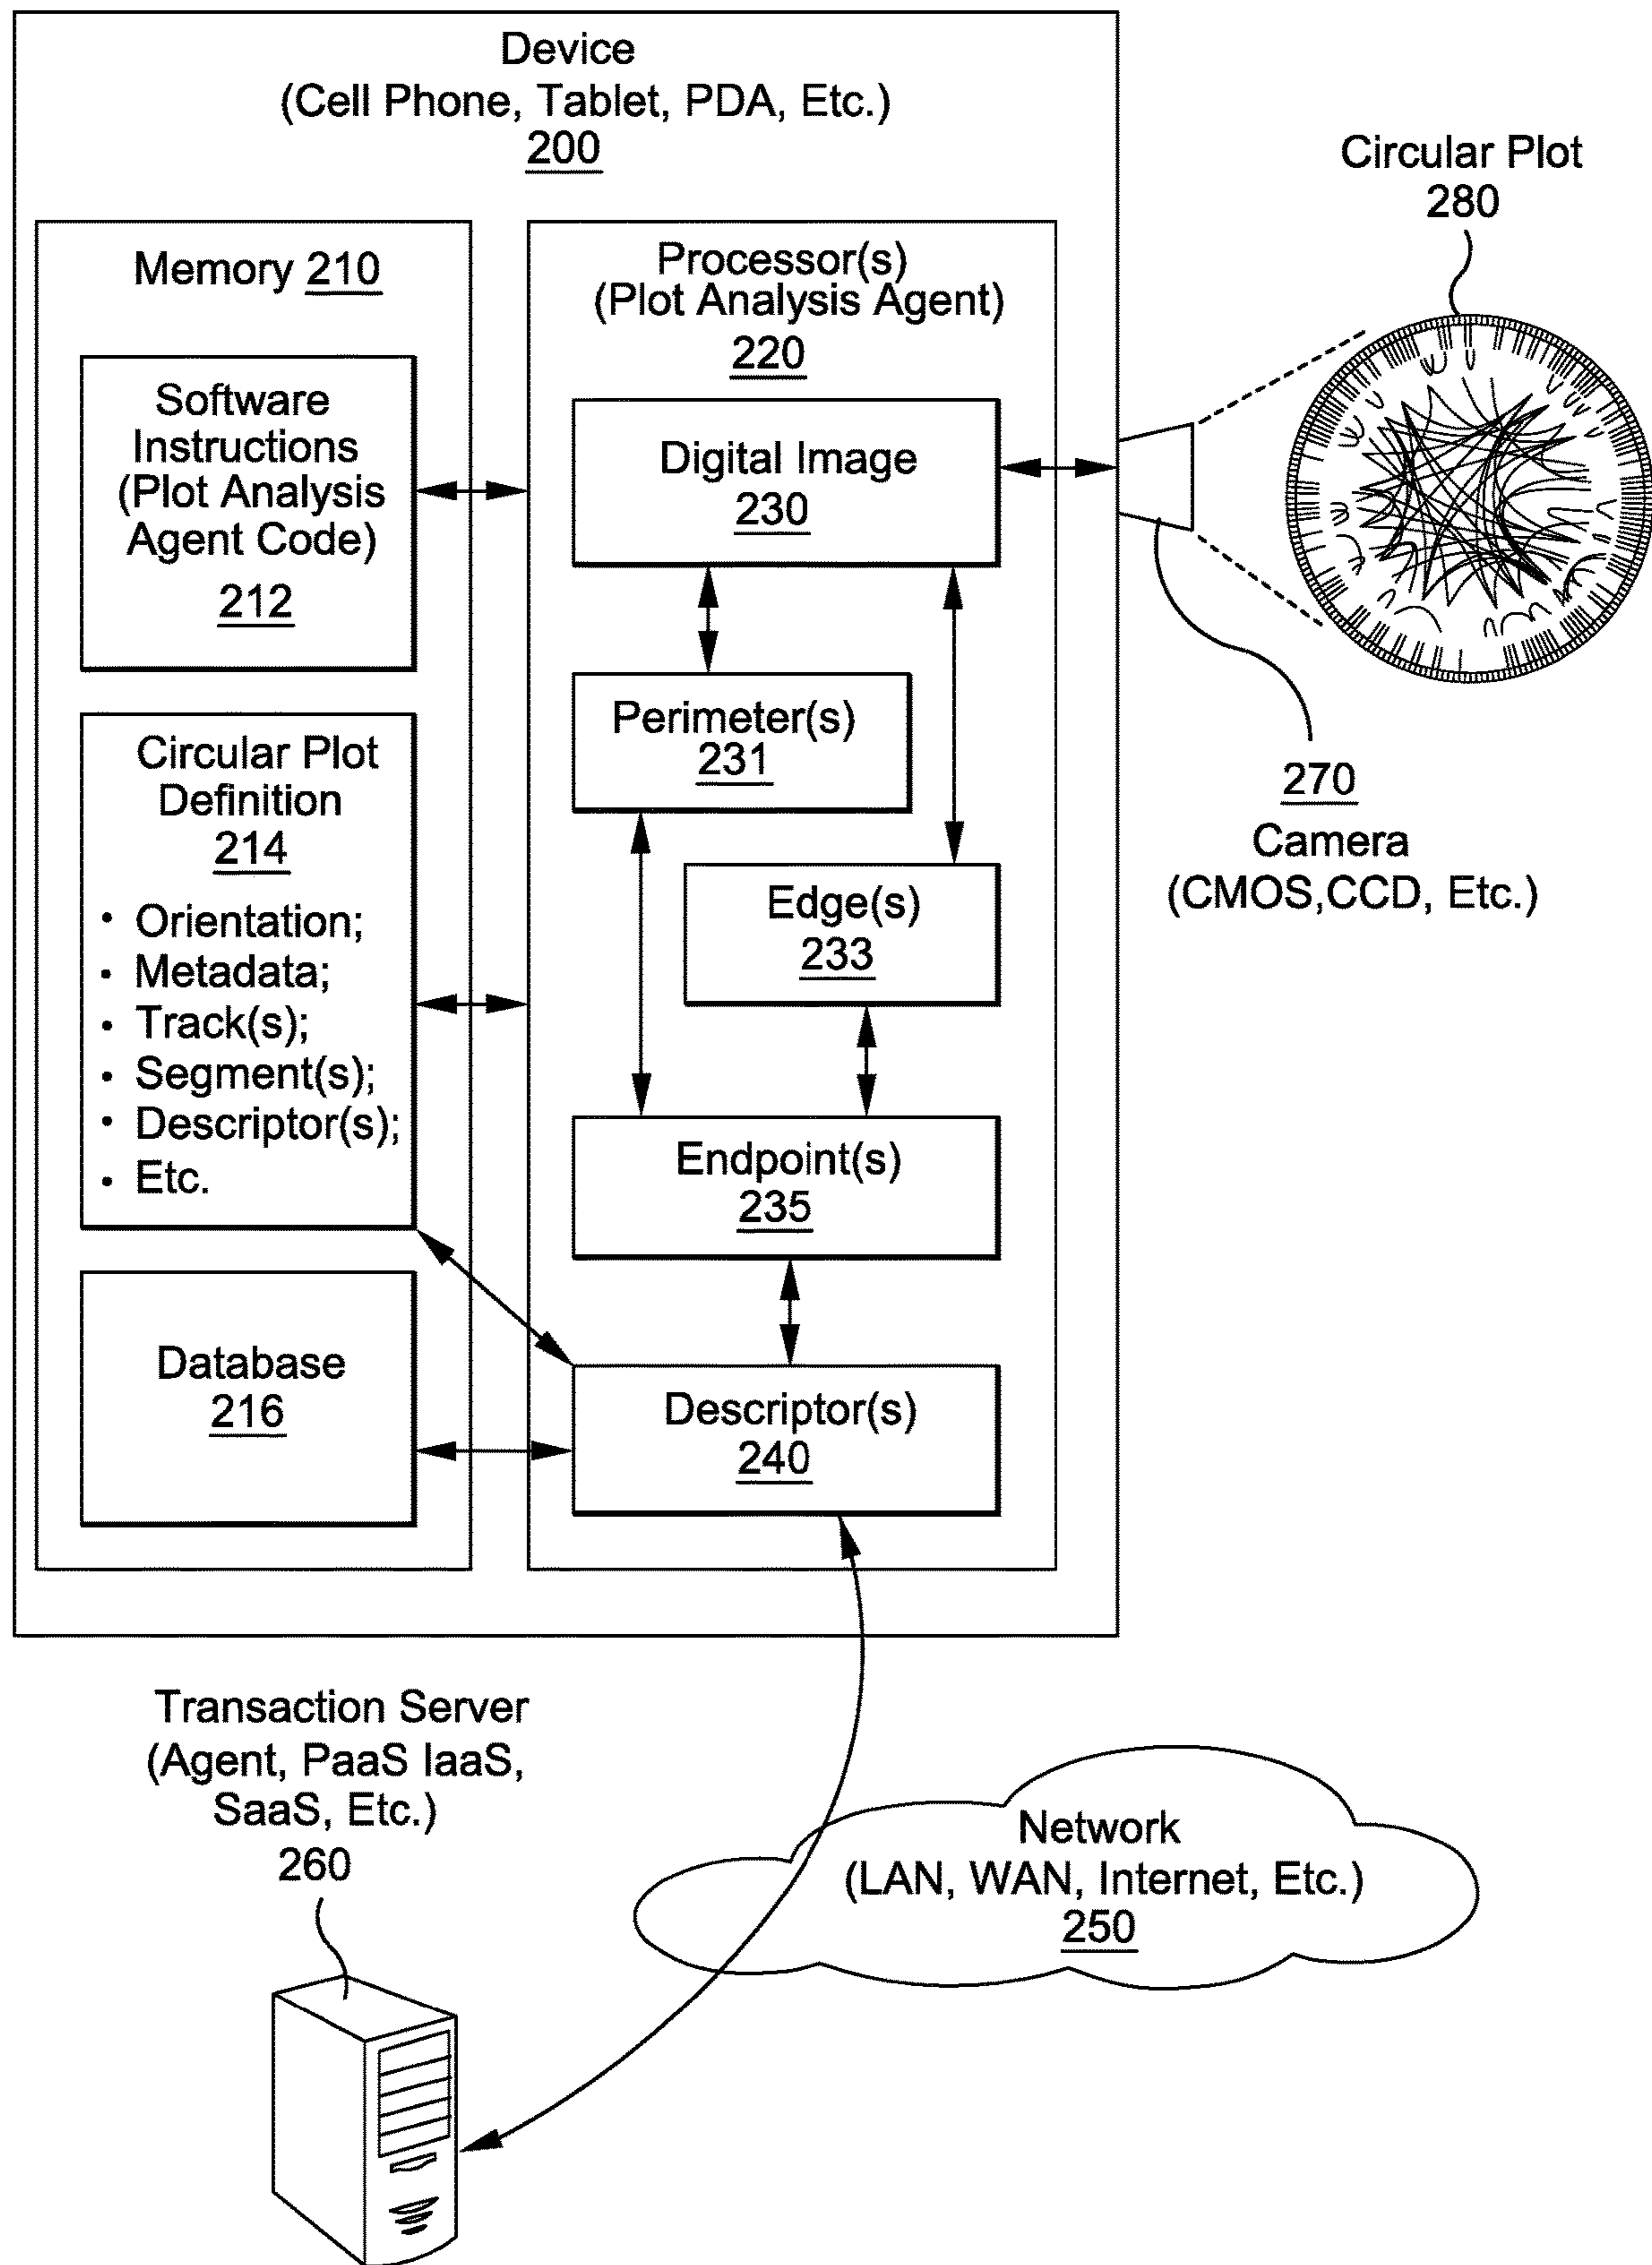 Device
(Cell Phone, Tablet, PDA, Etc.)
200
Memory 210
Software
Instructions
(Plot Analysis
Agent Code)
212
Circular Plot
Definition
214
• Orientation;
• Metadata;
• Track(s);
• Segment(s);
• Descriptor(s);
• Etc.
Database
216
Processor(s)
(Plot Analysis Agent)
220
Digital Image
230
Perimeter(s)
231
Edge(s)
233
Endpoint(s)
235
Descriptor(s)
240
Circular Plot
280
270
Camera
(CMOS,CCD, Etc.)
Transaction Server
(Agent, PaaS IaaS,
SaaS, Etc.)
260
Network
(LAN, WAN, Internet, Etc.)
250